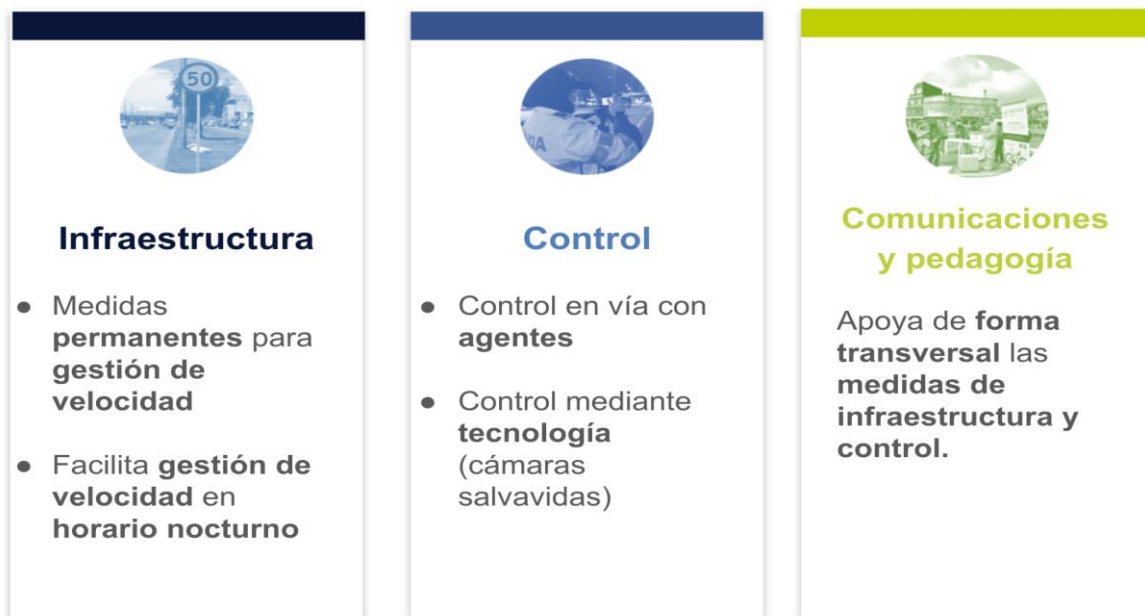 50
Infraestructura
● Medidas
permanentes para
gestión de
velocidad
● Facilita gestión de
velocidad en
horario nocturno
Control
● Control en vía con
agentes
● Control mediante
tecnología
(cámaras
salvavidas)
Comunicaciones
y pedagogía
Apoya de forma
transversal las
medidas de
infraestructura y
control.